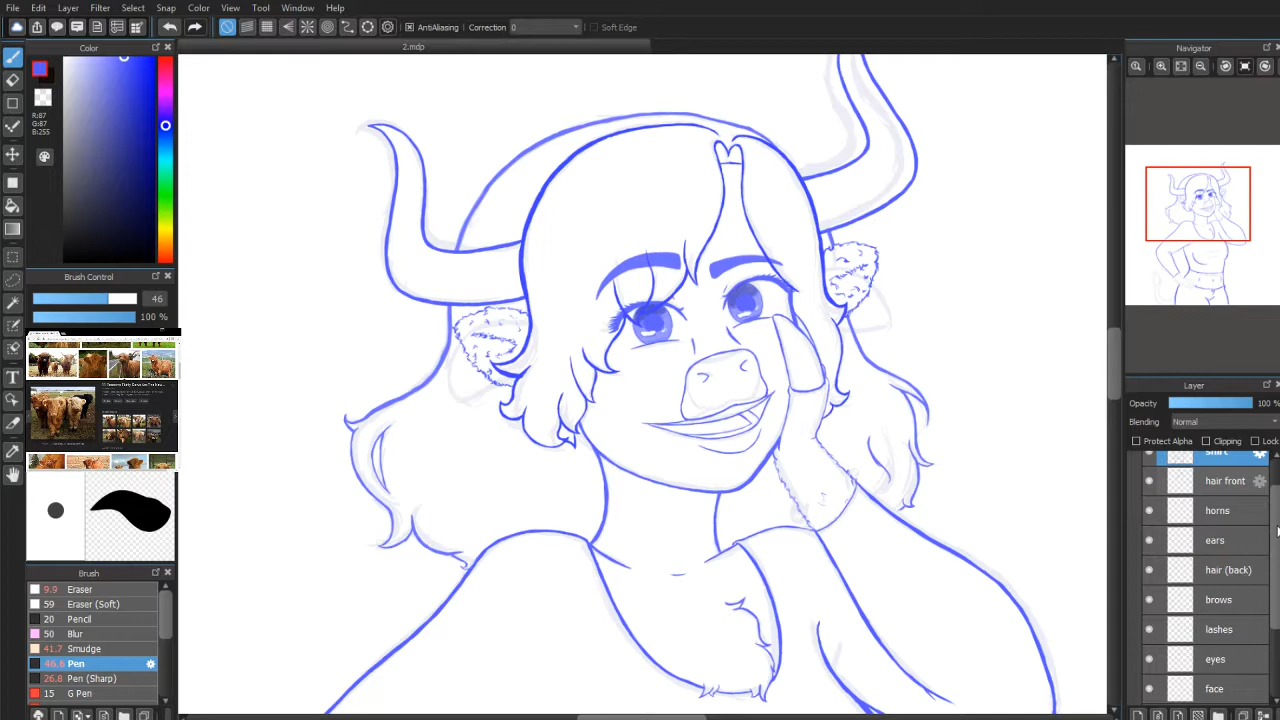 File Edit Layer Filter Select Snap Color View Tool Window Help
AntiAliasing Correction 0 Soft Edge
2.mdp
Color
R:87
G:87
B:255
Brush Control
46
100 %
Brush
9.9 Eraser
59 Eraser (Soft)
20 Pencil
50 Blur
41.7 Smudge
46.6 Pen
26.8 Pen (Sharp)
15 G Pen
Navigator
Layer
Opacity 100 %
Blending Normal
Protect Alpha Clipping Lock
shirt
hair front
horns
ears
hair (back)
brows
lashes
eyes
face